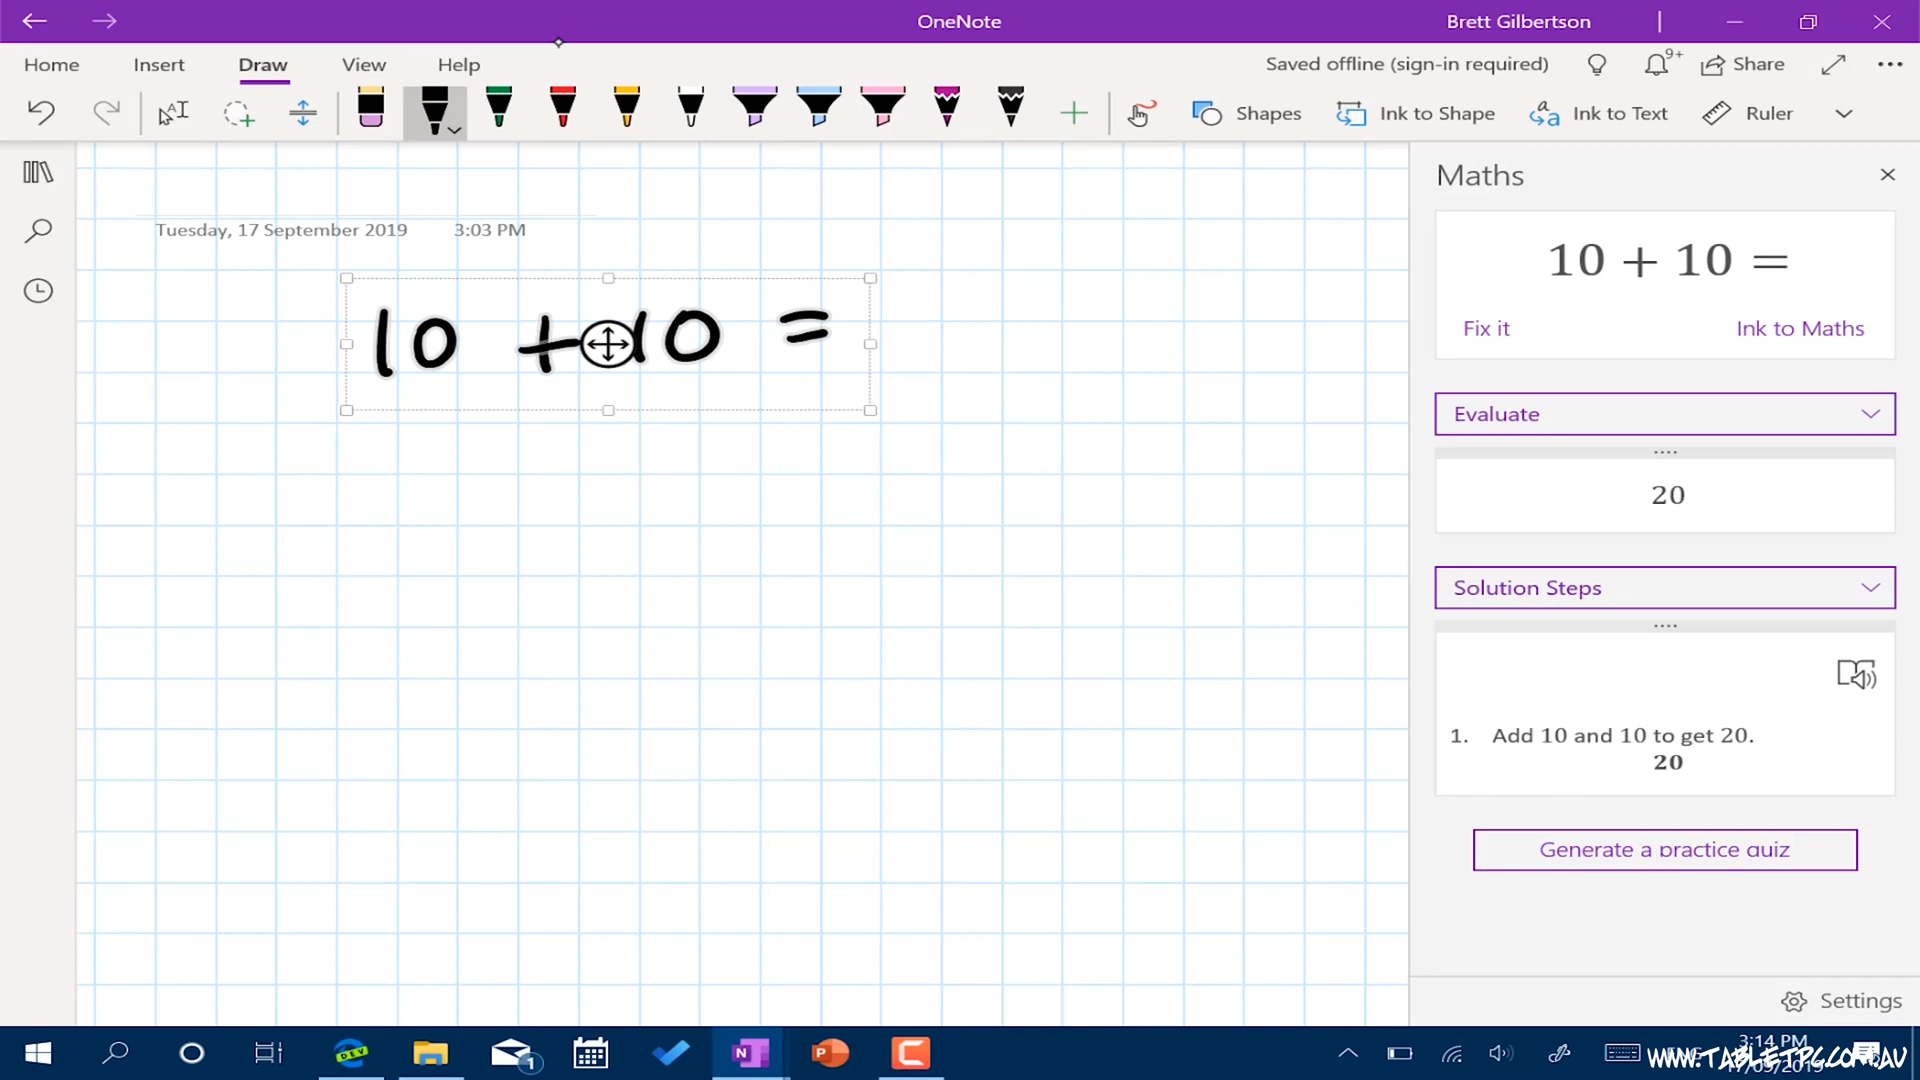 OneNote
Brett Gilbertson
Home Insert Draw View Help
Saved offline (sign-in required)
9+
Share
Shapes
Ink to Shape
Ink to Text
Ruler
Tuesday, 17 September 2019 3:03 PM
10 + 10 =
Maths
10 + 10 =
Fix it Ink to Maths
Evaluate
20
Solution Steps
1. Add 10 and 10 to get 20.
20
Generate a practice quiz
Settings
DEV
1
N
P
3:14 PM
WWW.TABLETPC.COM.AU